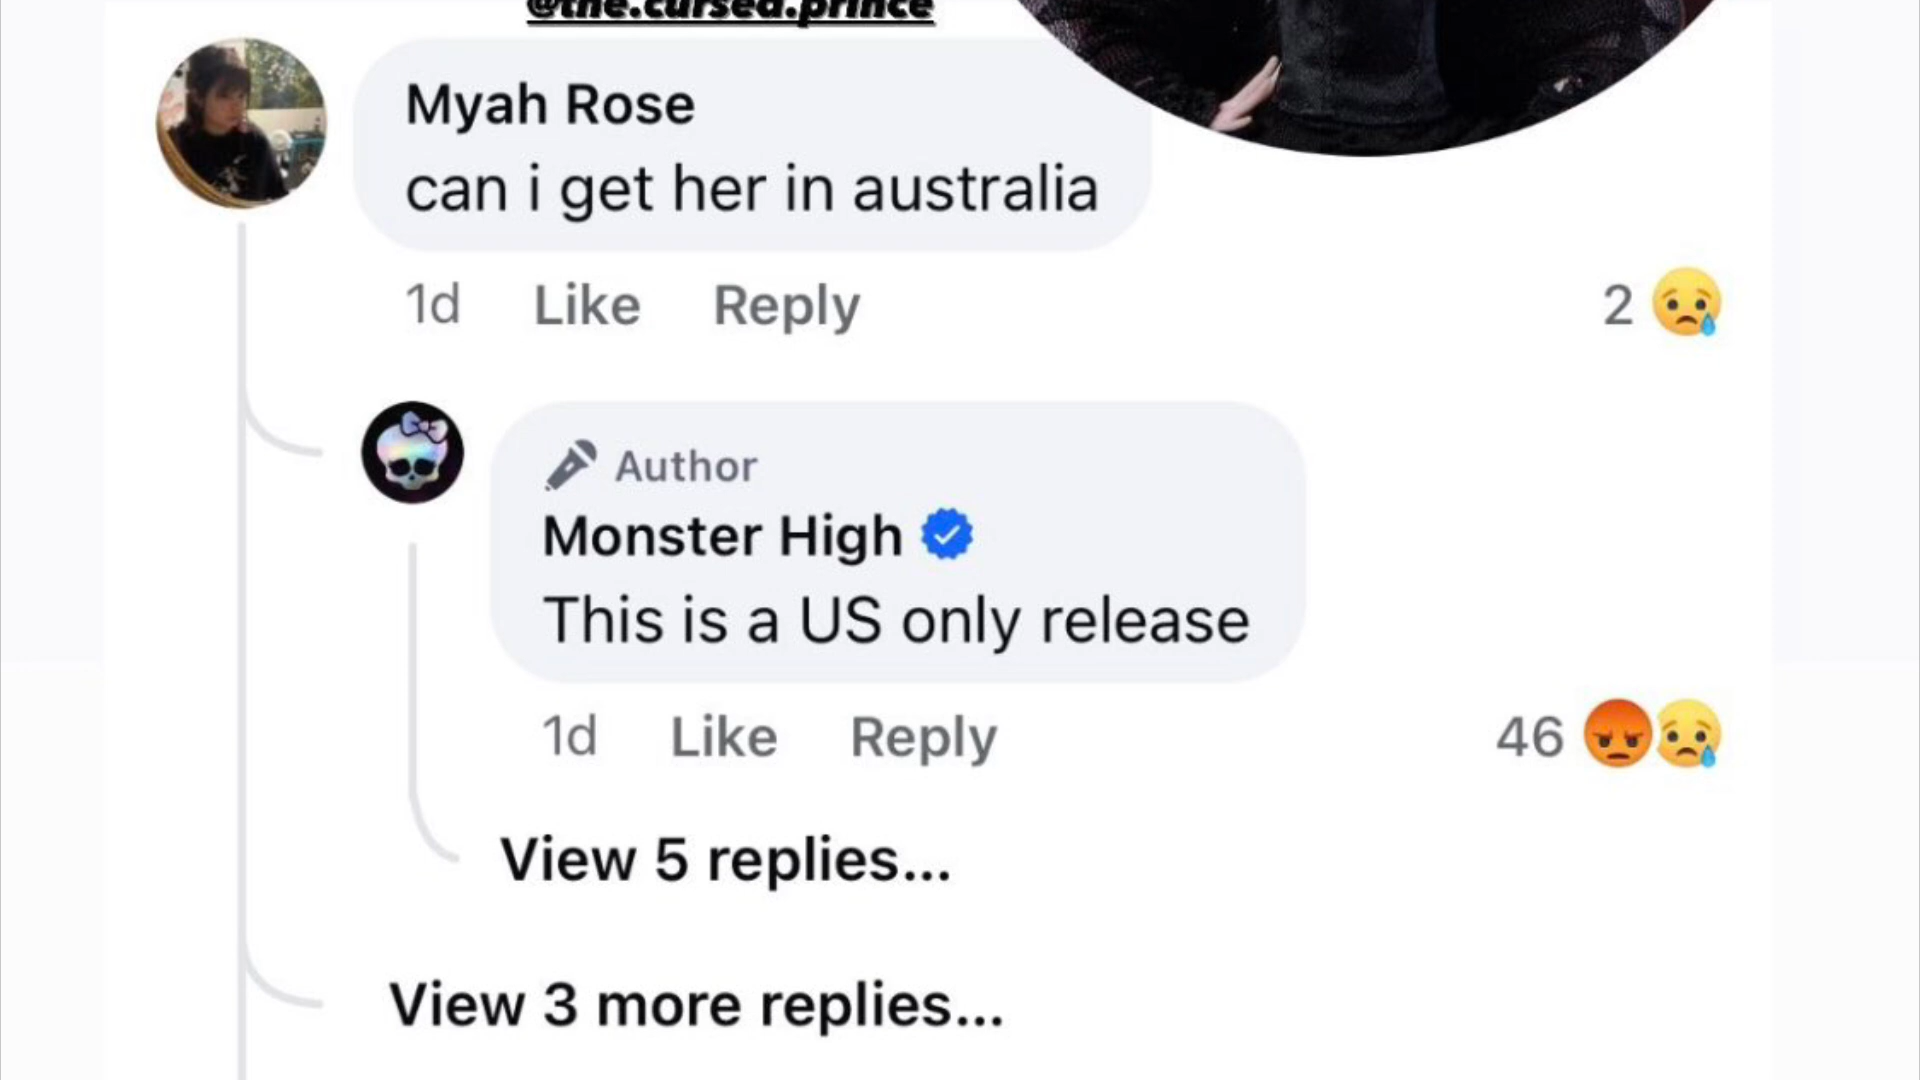 @the.cursed.prince
Myah Rose
can i get her in australia
1d Like Reply 2
Author
Monster High
This is a US only release
1d Like Reply 46
View 5 replies...
View 3 more replies...